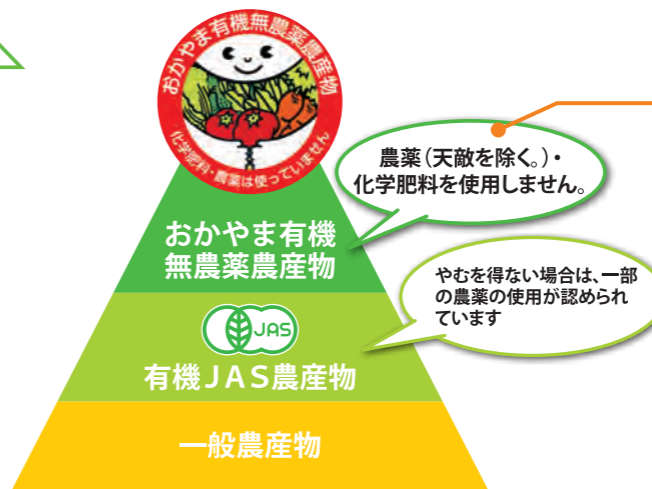 おかやま有機無農薬農産物
化学肥料・農薬は使っていません
農薬(天敵を除く。)・
化学肥料を使用しません。
おかやま有機
無農薬農産物
やむを得ない場合は、一部
の農薬の使用が認められ
ています
JAS
有機JAS農産物
一般農産物